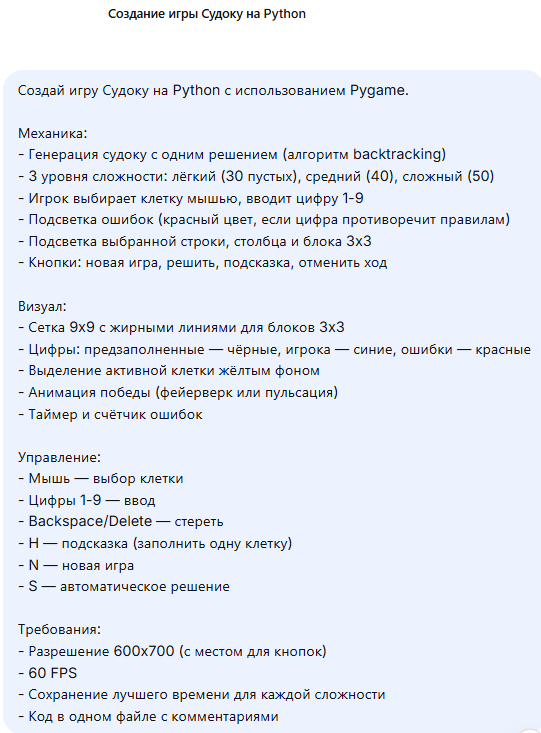 Создание игры Судоку на Python
Создай игру Судоку на Python с использованием Pygame.
Механика:
- Генерация судоку с одним решением (алгоритм backtracking)
- 3 уровня сложности: лёгкий (30 пустых), средний (40), сложный (50)
- Игрок выбирает клетку мышью, вводит цифру 1-9
- Подсветка ошибок (красный цвет, если цифра противоречит правилам)
- Подсветка выбранной строки, столбца и блока 3х3
- Кнопки: новая игра, решить, подсказка, отменить ход
Визуал:
- Сетка 9х9 с жирными линиями для блоков 3х3
- Цифры: предзаполненные — чёрные, игрока — синие, ошибки — красные
- Выделение активной клетки жёлтым фоном
- Анимация победы (фейерверк или пульсация)
- Таймер и счётчик ошибок
Управление:
- Мышь — выбор клетки
- Цифры 1-9 — ввод
- Backspace/Delete — стереть
- H — подсказка (заполнить одну клетку)
- N — новая игра
- S — автоматическое решение
Требования:
- Разрешение 600х700 (с местом для кнопок)
- 60 FPS
- Сохранение лучшего времени для каждой сложности
- Код в одном файле с комментариями